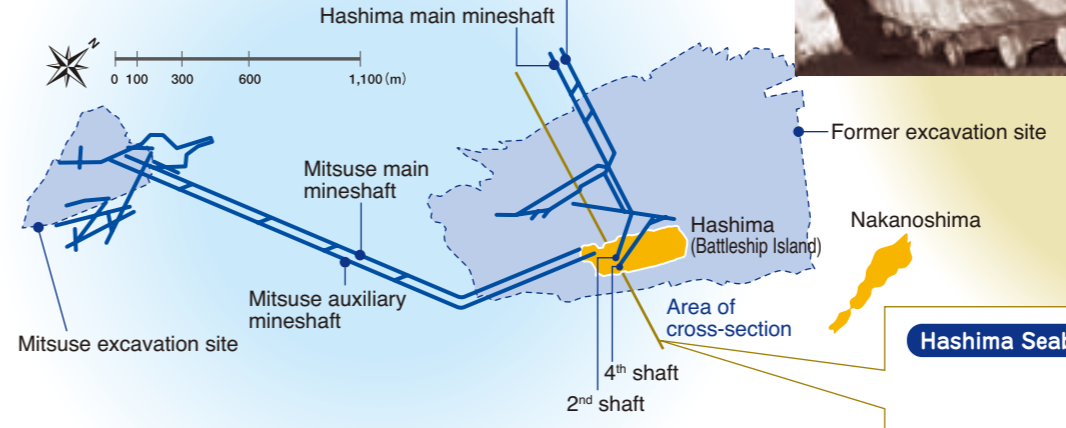 Hashima main mineshaft
N
0 100 300 600 1,100 (m)
Former excavation site
Mitsuse main
mineshaft
Hashima
(Battleship Island)
Nakanoshima
Mitsuse auxiliary
mineshaft
Area of
cross-section
Mitsuse excavation site
Hashima Seab
4th shaft
2nd shaft